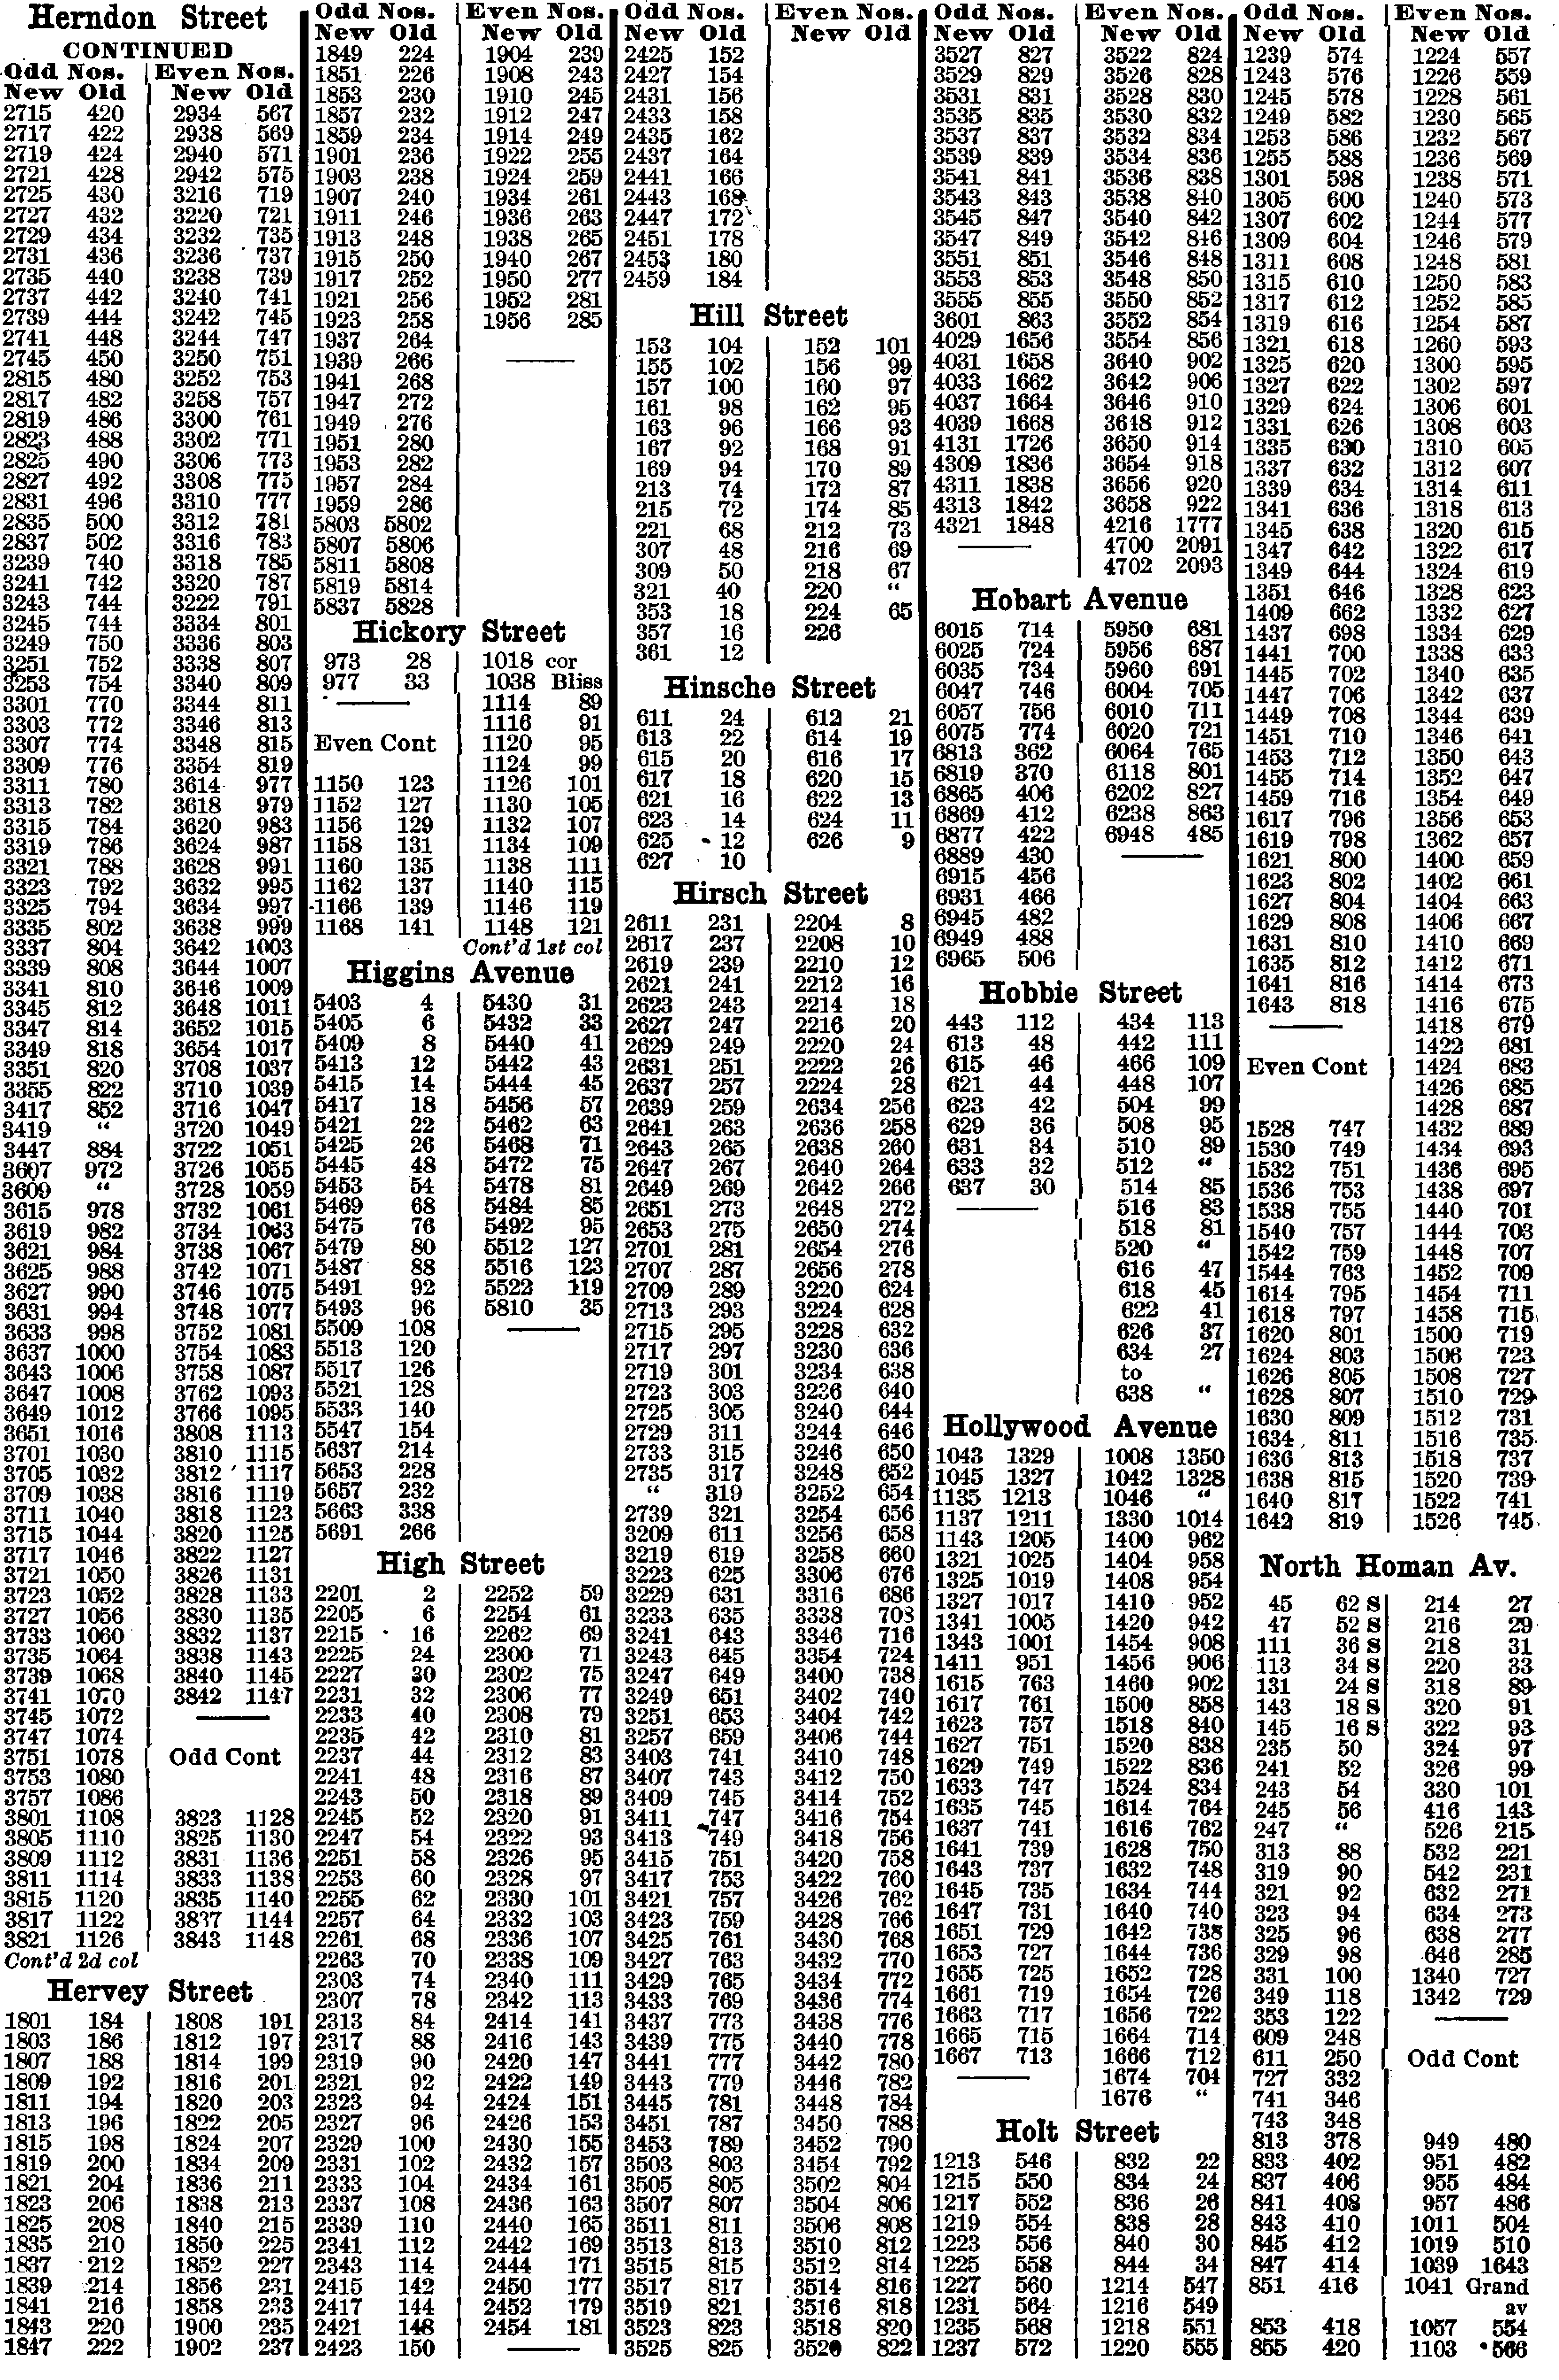 Herndon Street
CONTINUED
Odd Nos. Even Nos.
New Old New Old
2715 420 2934 567
2717 422 2938 569
2719 424 2940 571
2721 428 2942 575
2725 430 3216 719
2727 432 3220 721
2729 434 3232 735
2731 436 3236 737
2735 440 3238 739
2737 442 3240 741
2739 444 3242 745
2741 448 3244 747
2745 450 3250 751
2815 480 3252 753
2817 482 3258 757
2819 486 3300 761
2823 488 3302 771
2825 490 3306 773
2827 492 3308 775
2831 496 3310 777
2835 500 3312 781
2837 502 3316 783
3239 740 3318 785
3241 742 3320 787
3243 744 3222 791
3245 744 3334 801
3249 750 3336 803
3251 752 3338 807
3253 754 3340 809
3301 770 3344 811
3303 772 3346 813
3307 774 3348 815
3309 776 3354 819
3311 780 3614 977
3313 782 3618 979
3315 784 3620 983
3319 786 3624 987
3321 788 3628 991
3323 792 3632 995
3325 794 3634 997
3335 802 3638 999
3337 804 3642 1003
3339 808 3644 1007
3341 810 3646 1009
3345 812 3648 1011
3347 814 3652 1015
3349 818 3654 1017
3351 820 3708 1037
3355 822 3710 1039
3417 852 3716 1047
3419 “ 3720 1049
3447 884 3722 1051
3607 972 3726 1055
3609 “ 3728 1059
3615 978 3732 1061
3619 982 3734 1063
3621 984 3738 1067
3625 988 3742 1071
3627 990 3746 1075
3631 994 3748 1077
3633 998 3752 1081
3637 1000 3754 1083
3643 1006 3758 1087
3647 1008 3762 1093
3649 1012 3766 1095
3651 1016 3808 1113
3701 1030 3810 1115
3705 1032 3812 1117
3709 1038 3816 1119
3711 1040 3818 1123
3715 1044 3820 1125
3717 1046 3822 1127
3721 1050 3826 1131
3723 1052 3828 1133
3727 1056 3830 1135
3733 1060 3832 1137
3735 1064 3838 1143
3739 1068 3840 1145
3741 1070 3842 1147
3745 1072
3747 1074
3751 1078 Odd Cont
3753 1080
3757 1086
3801 1108 3823 1128
3805 1110 3825 1130
3809 1112 3831 1136
3811 1114 3833 1138
3815 1120 3835 1140
3817 1122 3837 1144
3821 1126 3843 1148
Cont'd 2d col
Hervey Street
1801 184 1808 191
1803 186 1812 197
1807 188 1814 199
1809 192 1816 201
1811 194 1820 203
1813 196 1822 205
1815 198 1824 207
1819 200 1834 209
1821 204 1836 211
1823 206 1838 213
1825 208 1840 215
1835 210 1850 225
1837 212 1852 227
1839 214 1856 231
1841 216 1858 233
1843 220 1900 235
1847 222 1902 237
Odd Nos. Even Nos.
New Old New Old
1849 224 1904 239
1851 226 1908 243
1853 230 1910 245
1857 232 1912 247
1859 234 1914 249
1901 236 1922 255
1903 238 1924 259
1907 240 1934 261
1911 246 1936 263
1913 248 1938 265
1915 250 1940 267
1917 252 1950 277
1921 256 1952 281
1923 258 1956 285
1937 264
1939 266
1941 268
1947 272
1949 276
1951 280
1953 282
1957 284
1959 286
5803 5802
5807 5806
5811 5808
5819 5814
5837 5828
Hickory Street
973 28 1018 cor
977 33 1038 Bliss
1114 89
1116 91
Even Cont 1120 95
1124 99
1150 123 1126 101
1152 127 1130 105
1156 129 1132 107
1158 131 1134 109
1160 135 1138 111
1162 137 1140 115
1166 139 1146 119
1168 141 1148 121
Cont'd 1st col
Higgins Avenue
5403 4 5430 31
5405 6 5432 33
5409 8 5440 41
5413 12 5442 43
5415 14 5444 45
5417 18 5456 57
5421 22 5462 63
5425 26 5468 71
5445 48 5472 75
5453 54 5478 81
5469 68 5484 85
5475 76 5492 95
5479 80 5512 127
5487 88 5516 123
5491 92 5522 119
5493 96 5810 35
5509 108
5513 120
5517 126
5521 128
5533 140
5547 154
5637 214
5653 228
5657 232
5663 338
5691 266
High Street
2201 2 2252 59
2205 6 2254 61
2215 16 2262 69
2225 24 2300 71
2227 30 2302 75
2231 32 2306 77
2233 40 2308 79
2235 42 2310 81
2237 44 2312 83
2241 48 2316 87
2243 50 2318 89
2245 52 2320 91
2247 54 2322 93
2251 58 2326 95
2253 60 2328 97
2255 62 2330 101
2257 64 2332 103
2261 68 2336 107
2263 70 2338 109
2303 74 2340 111
2307 78 2342 113
2313 84 2414 141
2317 88 2416 143
2319 90 2420 147
2321 92 2422 149
2323 94 2424 151
2327 96 2426 153
2329 100 2430 155
2331 102 2432 157
2333 104 2434 161
2337 108 2436 163
2339 110 2440 165
2341 112 2442 169
2343 114 2444 171
2415 142 2450 177
2417 144 2452 179
2421 148 2454 181
2423 150
Odd Nos. Even Nos.
New Old New Old
2425 152
2427 154
2431 156
2433 158
2435 162
2437 164
2441 166
2443 168
2447 172
2451 178
2453 180
2459 184
Hill Street
153 104 152 101
155 102 156 99
157 100 160 97
161 98 162 95
163 96 166 93
167 92 168 91
169 94 170 89
213 74 172 87
215 72 174 85
221 68 212 73
307 48 216 69
309 50 218 67
321 40 220 “
353 18 224 65
357 16 226
361 12
Hinsche Street
611 24 612 21
613 22 614 19
615 20 616 17
617 18 620 15
621 16 622 13
623 14 624 11
625 12 626 9
627 10
Hirsch Street
2611 231 2204 8
2617 237 2208 10
2619 239 2210 12
2621 241 2212 16
2623 243 2214 18
2627 247 2216 20
2629 249 2220 24
2631 251 2222 26
2637 257 2224 28
2639 259 2634 256
2641 263 2636 258
2643 265 2638 260
2647 267 2640 264
2649 269 2642 266
2651 273 2648 272
2653 275 2650 274
2701 281 2654 276
2707 287 2656 278
2709 289 3220 624
2713 293 3224 628
2715 295 3228 632
2717 297 3230 636
2719 301 3234 638
2723 303 3236 640
2725 305 3240 644
2729 311 3244 646
2733 315 3246 650
2735 317 3248 652
“ 319 3252 654
2739 321 3254 656
3209 611 3256 658
3219 619 3258 660
3223 625 3306 676
3229 631 3316 686
3233 635 3338 708
3241 643 3346 716
3243 645 3354 724
3247 649 3400 738
3249 651 3402 740
3251 653 3404 742
3257 659 3406 744
3403 741 3410 748
3407 743 3412 750
3409 745 3414 752
3411 747 3416 754
3413 749 3418 756
3415 751 3420 758
3417 753 3422 760
3421 757 3426 762
3423 759 3428 766
3425 761 3430 768
3427 763 3432 770
3429 765 3434 772
3433 769 3436 774
3437 773 3438 776
3439 775 3440 778
3441 777 3442 780
3443 779 3446 782
3445 781 3448 784
3451 787 3450 788
3453 789 3452 790
3503 803 3454 792
3505 805 3502 804
3507 807 3504 806
3511 811 3506 808
3513 813 3510 812
3515 815 3512 814
3517 817 3514 816
3519 821 3516 818
3523 823 3518 820
3525 825 3520 822
Odd Nos. Even Nos.
New Old New Old
3527 827 3522 824
3529 829 3526 828
3531 831 3528 830
3535 835 3530 832
3537 837 3532 834
3539 839 3534 836
3541 841 3536 838
3543 843 3538 840
3545 847 3540 842
3547 849 3542 846
3551 851 3546 848
3553 853 3548 850
3555 855 3550 852
3601 863 3552 854
4029 1656 3554 856
4031 1658 3640 902
4033 1662 3642 906
4037 1664 3646 910
4039 1668 3648 912
4131 1726 3650 914
4309 1836 3654 918
4311 1838 3656 920
4313 1842 3658 922
4321 1848 4216 1777
4700 2091
4702 2093
Hobart Avenue
6015 714 5950 681
6025 724 5956 687
6035 734 5960 691
6047 746 6004 705
6057 756 6010 711
6075 774 6020 721
6813 362 6064 765
6819 370 6118 801
6865 406 6202 827
6869 412 6238 863
6877 422 6948 485
6889 430
6915 456
6931 466
6945 482
6949 488
6965 506
Hobbie Street
443 112 434 113
613 48 442 111
615 46 466 109
621 44 448 107
623 42 504 99
629 36 508 95
631 34 510 89
633 32 512 “
637 30 514 85
516 83
518 81
520 “
616 47
618 45
622 41
626 37
634 27
to
638 “
Hollywood Avenue
1043 1329 1008 1350
1045 1327 1042 1328
1135 1213 1046 “
1137 1211 1330 1014
1143 1205 1400 962
1321 1025 1404 958
1325 1019 1408 954
1327 1017 1410 952
1341 1005 1420 942
1343 1001 1454 908
1411 951 1456 906
1615 763 1460 902
1617 761 1500 858
1623 757 1518 840
1627 751 1520 838
1629 749 1522 836
1633 747 1524 834
1635 745 1614 764
1637 741 1616 762
1641 739 1628 750
1643 737 1632 748
1645 735 1634 744
1647 731 1640 740
1651 729 1642 738
1653 727 1644 736
1655 725 1652 728
1661 719 1654 726
1663 717 1656 722
1665 715 1664 714
1667 713 1666 712
1674 704
1676 “
Holt Street
1213 546 832 22
1215 550 834 24
1217 552 836 26
1219 554 838 28
1223 556 840 30
1225 558 844 34
1227 560 1214 547
1231 564 1216 549
1235 568 1218 551
1237 572 1220 555
Odd Nos. Even Nos.
New Old New Old
1239 574 1224 557
1243 576 1226 559
1245 578 1228 561
1249 582 1230 565
1253 586 1232 567
1255 588 1236 569
1301 598 1238 571
1305 600 1240 573
1307 602 1244 577
1309 604 1246 579
1311 608 1248 581
1315 610 1250 583
1317 612 1252 585
1319 616 1254 587
1321 618 1260 593
1325 620 1300 595
1327 622 1302 597
1329 624 1306 601
1331 626 1308 603
1335 630 1310 605
1337 632 1312 607
1339 634 1314 611
1341 636 1318 613
1345 638 1320 615
1347 642 1322 617
1349 644 1324 619
1351 646 1328 623
1409 662 1332 627
1437 698 1334 629
1441 700 1338 633
1445 702 1340 635
1447 706 1342 637
1449 708 1344 639
1451 710 1346 641
1453 712 1350 643
1455 714 1352 647
1459 716 1354 649
1617 796 1356 653
1619 798 1362 657
1621 800 1400 659
1623 802 1402 661
1627 804 1404 663
1629 808 1406 667
1631 810 1410 669
1635 812 1412 671
1641 816 1414 673
1643 818 1416 675
1418 679
1422 681
Even Cont 1424 683
1426 685
1428 687
1528 747 1432 689
1530 749 1434 693
1532 751 1436 695
1536 753 1438 697
1538 755 1440 701
1540 757 1444 703
1542 759 1448 707
1544 763 1452 709
1614 795 1454 711
1618 797 1458 715
1620 801 1500 719
1624 803 1506 723
1626 805 1508 727
1628 807 1510 729
1630 809 1512 731
1634 811 1516 735
1636 813 1518 737
1638 815 1520 739
1640 817 1522 741
1642 819 1526 745
North Homan Av.
45 62 S 214 27
47 52 S 216 29
111 36 S 218 31
113 34 S 220 33
131 24 S 318 89
143 18 S 320 91
145 16 S 322 93
235 50 324 97
241 52 326 99
243 54 330 101
245 56 416 143
247 “ 526 215
313 88 532 221
319 90 542 231
321 92 632 271
323 94 634 273
325 96 638 277
329 98 646 285
331 100 1340 727
349 118 1342 729
353 122
609 248
611 250 Odd Cont
727 332
741 346
743 348
813 378 949 480
833 402 951 482
837 406 955 484
841 408 957 486
843 410 1011 504
845 412 1019 510
847 414 1039 1643
851 416 1041 Grand
av
853 418 1057 554
855 420 1103 566